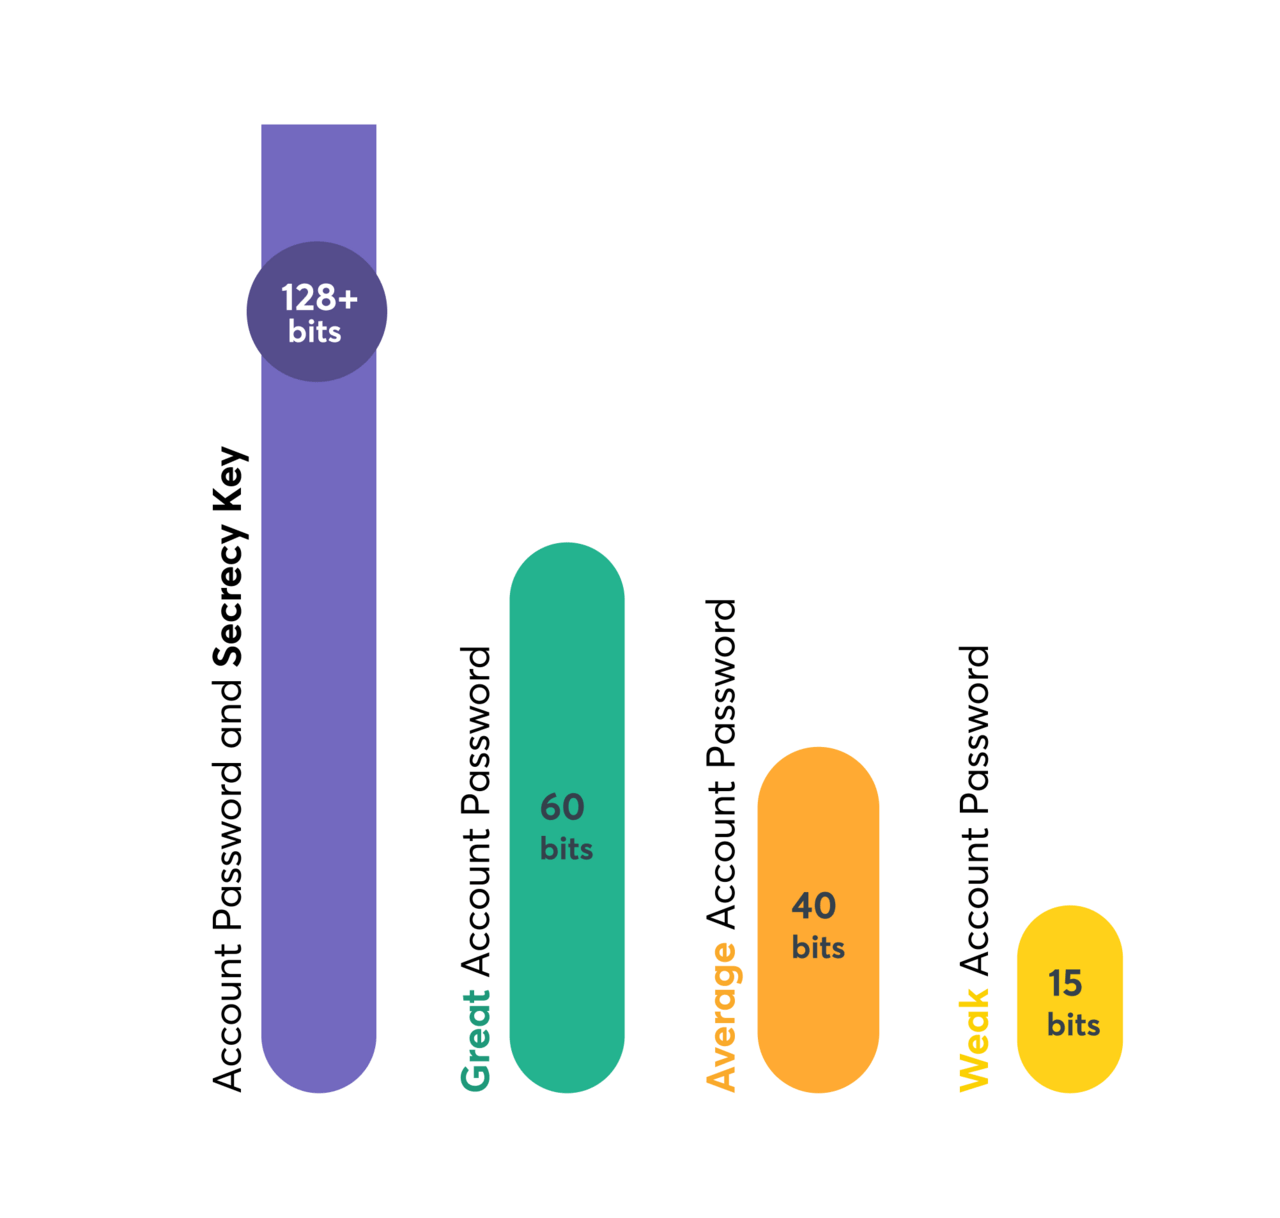 Account Password and Secrecy Key
128+
bits
Great Account Password
60
bits
Average Account Password
40
bits
Weak Account Password
15
bits